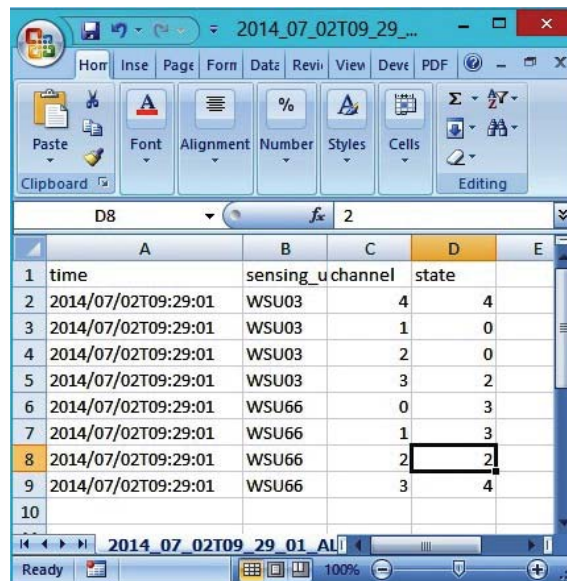 2014_07_02T09_29_...
Hom Inse Page Form Data Revi View Deve PDF
Paste Font Alignment Number Styles Cells
Clipboard Editing
D8 fx 2
A B C D E
1 time sensing_u channel state
2 2014/07/02T09:29:01 WSU03 4 4
3 2014/07/02T09:29:01 WSU03 1 0
4 2014/07/02T09:29:01 WSU03 2 0
5 2014/07/02T09:29:01 WSU03 3 2
6 2014/07/02T09:29:01 WSU66 0 3
7 2014/07/02T09:29:01 WSU66 1 3
8 2014/07/02T09:29:01 WSU66 2 2
9 2014/07/02T09:29:01 WSU66 3 4
10
2014_07_02T09_29_01_AL
Ready 100%